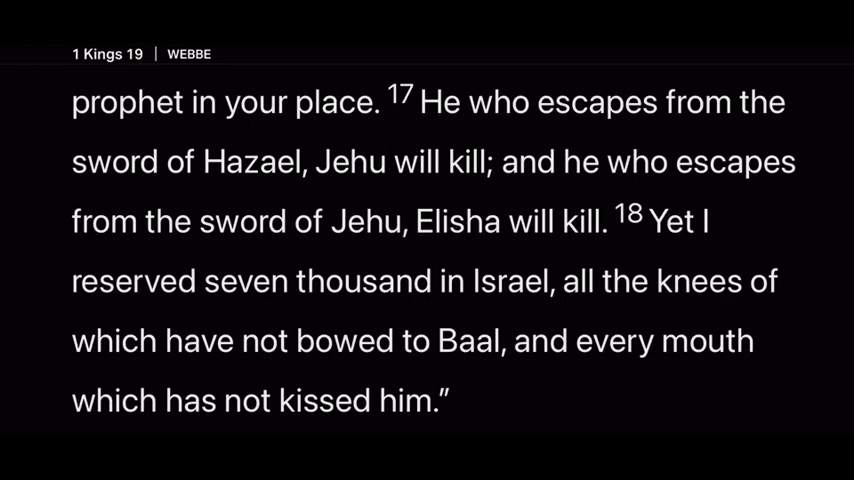 1 Kings 19 | WEBBE
prophet in your place. 17 He who escapes from the
sword of Hazael, Jehu will kill; and he who escapes
from the sword of Jehu, Elisha will kill. 18 Yet I
reserved seven thousand in Israel, all the knees of
which have not bowed to Baal, and every mouth
which has not kissed him.”